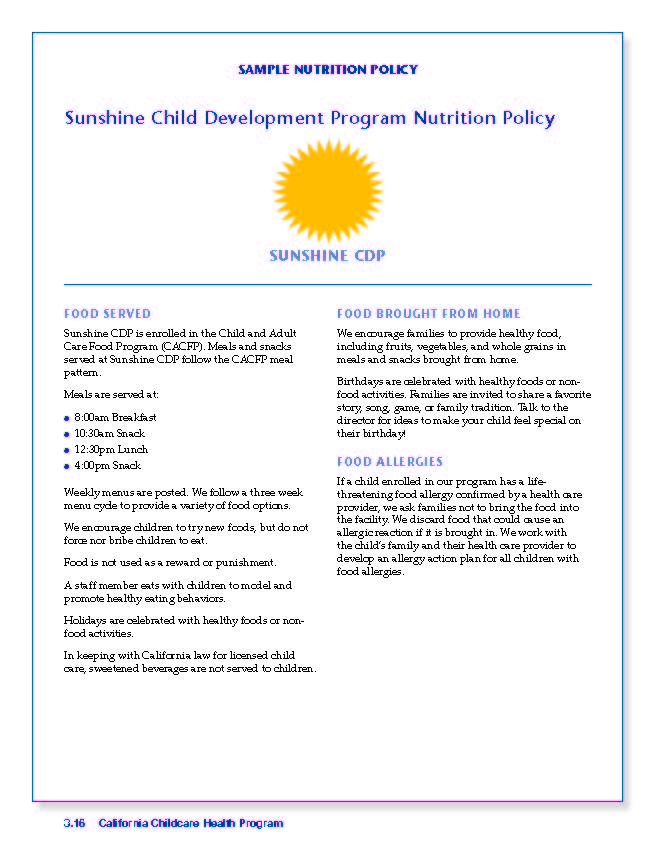 SAMPLE NUTRITION POLICY
Sunshine Child Development Program Nutrition Policy
SUNSHINE CDP
FOOD SERVED
Sunshine CDP is enrolled in the Child and Adult
Care Food Program (CACFP). Meals and snacks
served at Sunshine CDP follow the CACFP meal
pattern.
Meals are served at:
• 8:00am Breakfast
• 10:30am Snack
• 12:30pm Lunch
• 4:00pm Snack
Weekly menus are posted. We follow a three week
menu cycle to provide a variety of food options.
We encourage children to try new foods, but do not
force nor bribe children to eat.
Food is not used as a reward or punishment.
A staff member eats with children to model and
promote healthy eating behaviors.
Holidays are celebrated with healthy foods or non-
food activities.
In keeping with California law for licensed child
care, sweetened beverages are not served to children.
FOOD BROUGHT FROM HOME
We encourage families to provide healthy food,
including fruits, vegetables, and whole grains in
meals and snacks brought from home.
Birthdays are celebrated with healthy foods or non-
food activities. Families are invited to share a favorite
story, song, game, or family tradition. Talk to the
director for ideas to make your child feel special on
their birthday!
FOOD ALLERGIES
If a child enrolled in our program has a life-
threatening food allergy confirmed by a health care
provider, we ask families not to bring the food into
the facility. We discard food that could cause an
allergic reaction if it is brought in. We work with
the child's family and their health care provider to
develop an allergy action plan for all children with
food allergies.
3.16 California Childcare Health Program